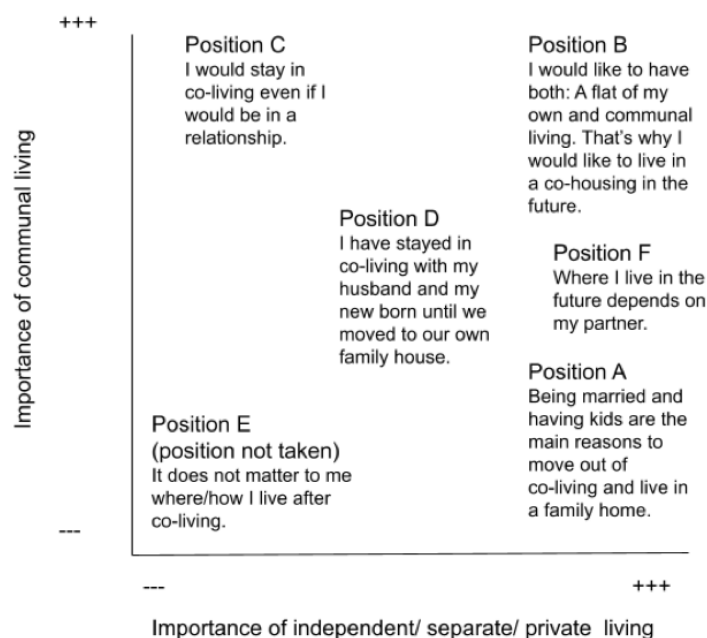 +++
Importance of communal living
---
Position C
I would stay in
co-living even if I
would be in a
relationship.
Position B
I would like to have
both: A flat of my
own and communal
living. That's why I
would like to live in
a co-housing in the
future.
Position D
I have stayed in
co-living with my
husband and my
new born until we
moved to our own
family house.
Position F
Where I live in the
future depends on
my partner.
Position A
Being married and
having kids are the
main reasons to
move out of
co-living and live in
a family home.
Position E
(position not taken)
It does not matter to me
where/how I live after
co-living.
---
+++
Importance of independent/ separate/ private living